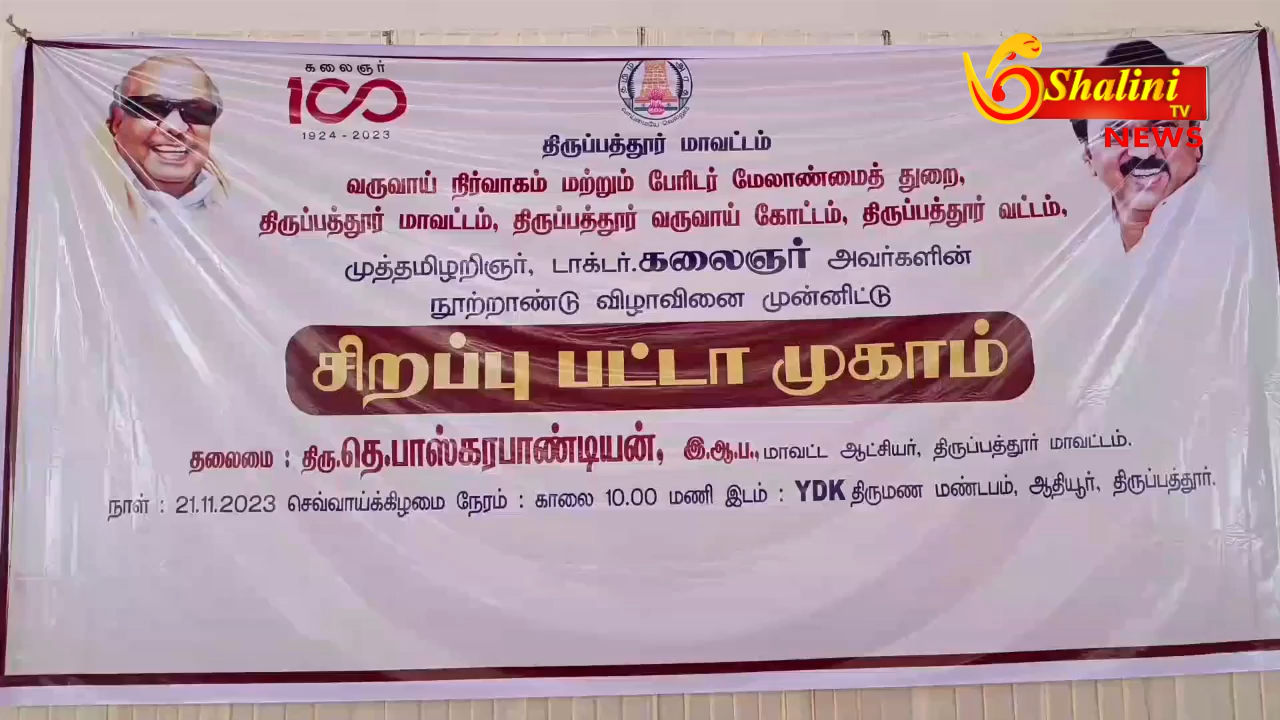 கலைஞர்
100
1924 - 2023
தமிழ்நாடு அரசு
வாய்மையே வெல்லும்
Shalini
TV
NEWS
திருப்பத்தூர் மாவட்டம்
வருவாய் நிர்வாகம் மற்றும் பேரிடர் மேலாண்மைத் துறை,
திருப்பத்தூர் மாவட்டம், திருப்பத்தூர் வருவாய் கோட்டம், திருப்பத்தூர் வட்டம்,
முத்தமிழறிஞர், டாக்டர்.கலைஞர் அவர்களின்
நூற்றாண்டு விழாவினை முன்னிட்டு
சிறப்பு பட்டா முகாம்
தலைமை : திரு.தெ.பாஸ்கரபாண்டியன், இ.ஆ.ப., மாவட்ட ஆட்சியர், திருப்பத்தூர் மாவட்டம்.
நாள் : 21.11.2023 செவ்வாய்க்கிழமை நேரம் : காலை 10.00 மணி இடம் : YDK திருமண மண்டபம், ஆதியூர், திருப்பத்தூர்.